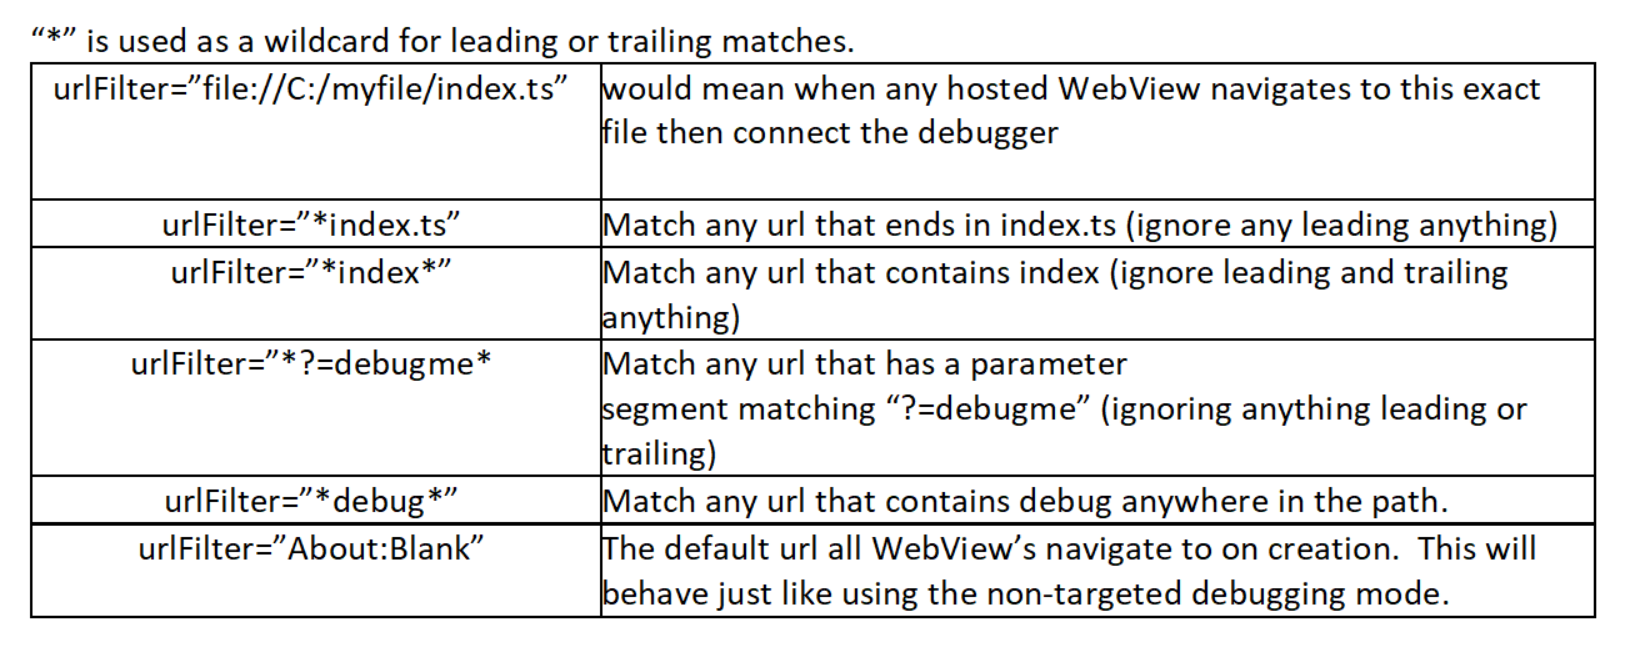 “*” is used as a wildcard for leading or trailing matches.
urlFilter=”file://C:/myfile/index.ts”
would mean when any hosted WebView navigates to this exact
file then connect the debugger
urlFilter=”*index.ts”
Match any url that ends in index.ts (ignore any leading anything)
urlFilter=”*index*”
Match any url that contains index (ignore leading and trailing
anything)
urlFilter=”*?=debugme*
Match any url that has a parameter
segment matching “?=debugme” (ignoring anything leading or
trailing)
urlFilter=”*debug*”
Match any url that contains debug anywhere in the path.
urlFilter=”About:Blank”
The default url all WebView’s navigate to on creation.  This will
behave just like using the non-targeted debugging mode.